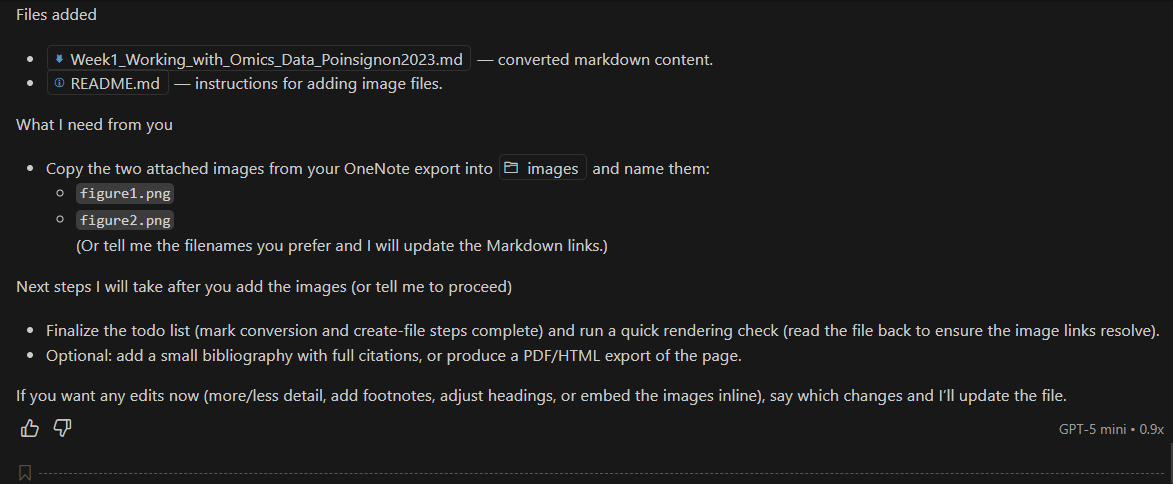 Files added
• Week1_Working_with_Omics_Data_Poinsignon2023.md — converted markdown content.
• README.md — instructions for adding image files.
What I need from you
• Copy the two attached images from your OneNote export into images and name them:
○ figure1.png
○ figure2.png
(Or tell me the filenames you prefer and I will update the Markdown links.)
Next steps I will take after you add the images (or tell me to proceed)
• Finalize the todo list (mark conversion and create-file steps complete) and run a quick rendering check (read the file back to ensure the image links resolve).
• Optional: add a small bibliography with full citations, or produce a PDF/HTML export of the page.
If you want any edits now (more/less detail, add footnotes, adjust headings, or embed the images inline), say which changes and I’ll update the file.
GPT-5 mini • 0.9x